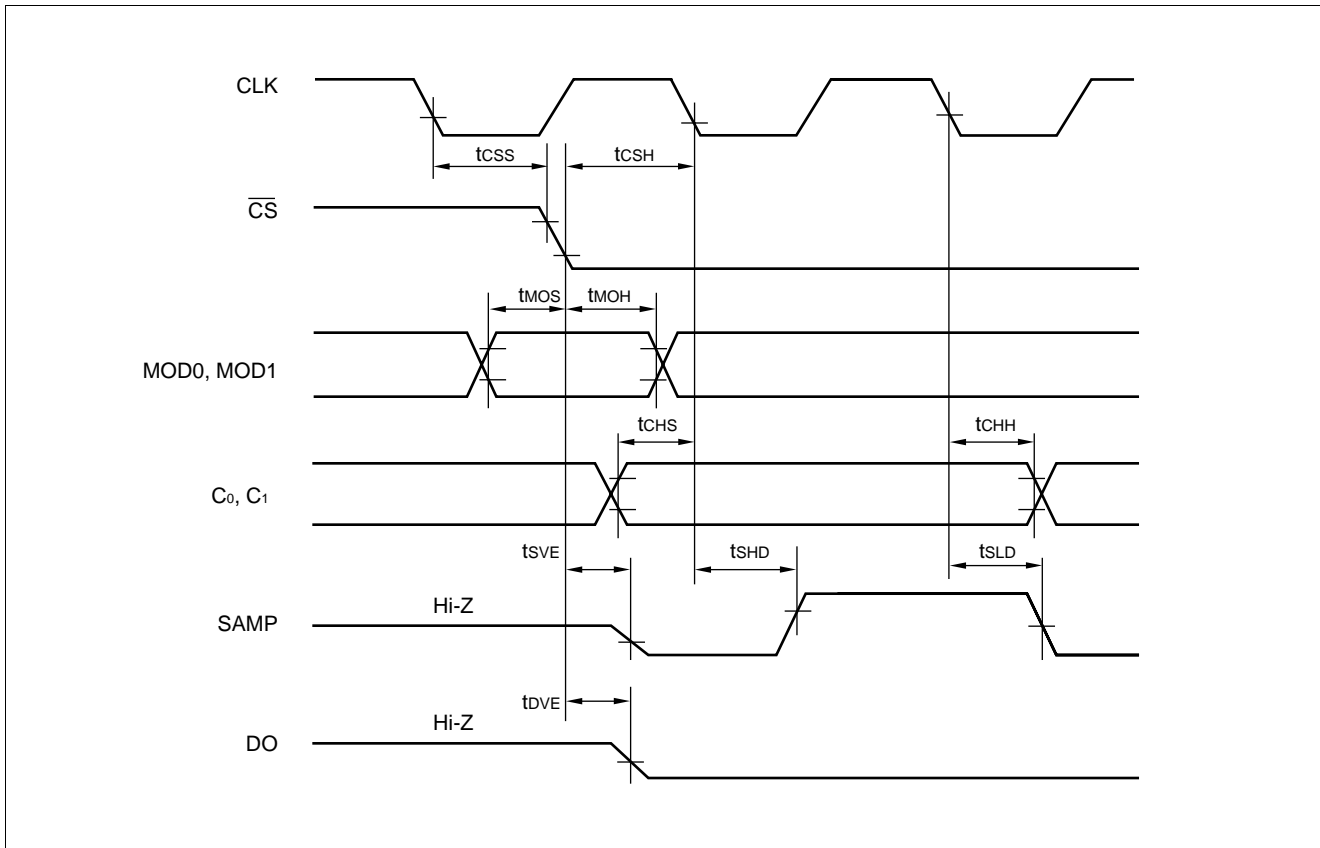 CLK
tCSS
tCSH
C̅S̅
tMOS
tMOH
MOD0, MOD1
tCHS
tCHH
C0, C1
tSVE
tSHD
tSLD
Hi-Z
SAMP
tDVE
Hi-Z
DO